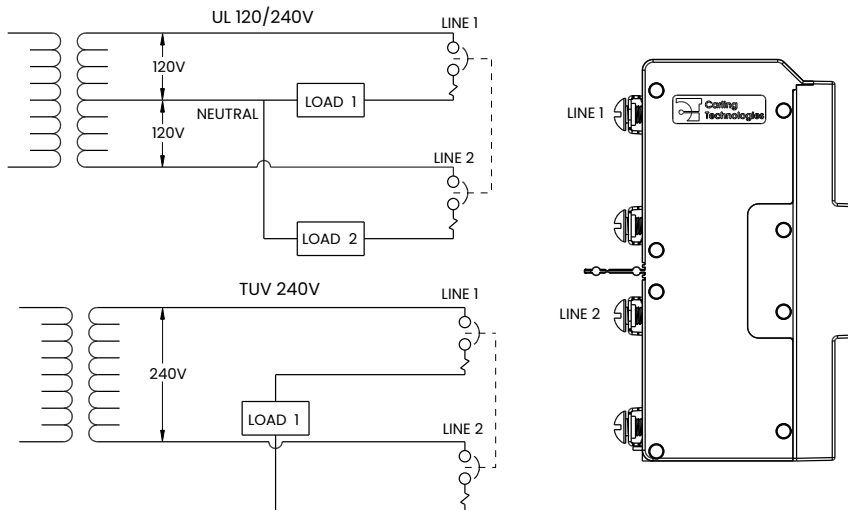 UL 120/240V
LINE 1
120V
LOAD 1
NEUTRAL
120V
LINE 2
LOAD 2
TUV 240V
LINE 1
240V
LOAD 1
LINE 2
LINE 1
Carling
Technologies
LINE 2